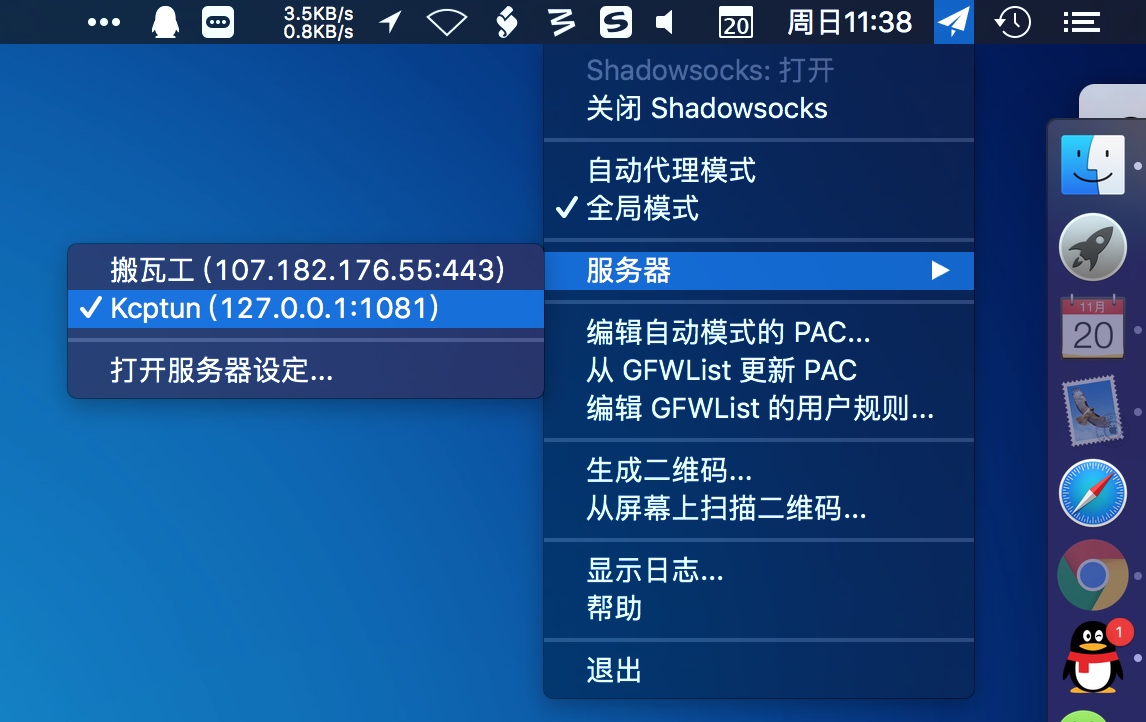 3.5KB/s
0.8KB/s
20
周日11:38
Shadowsocks: 打开
关闭 Shadowsocks
自动代理模式
✓ 全局模式
服务器
搬瓦工 (107.182.176.55:443)
✓ Kcptun (127.0.0.1:1081)
打开服务器设定...
编辑自动模式的 PAC...
从 GFWList 更新 PAC
编辑 GFWList 的用户规则...
生成二维码...
从屏幕上扫描二维码...
显示日志...
帮助
退出
11月
20
1